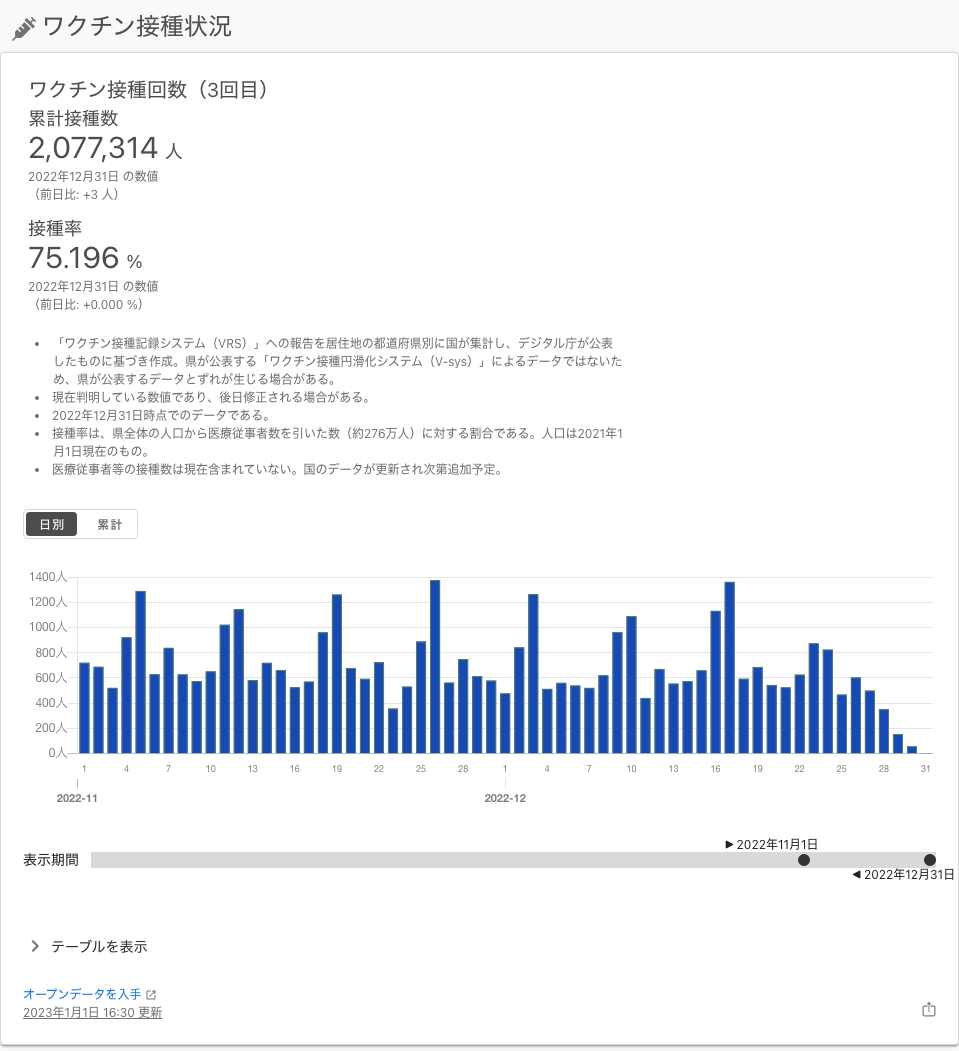 ワクチン接種状況
ワクチン接種回数（3回目）
累計接種数
2,077,314 人
2022年12月31日 の数値
（前日比: +3 人）
接種率
75.196 %
2022年12月31日 の数値
（前日比: +0.000 %）
• 「ワクチン接種記録システム（VRS）」への報告を居住地の都道府県別に国が集計し、デジタル庁が公表
したものに基づき作成。県が公表する「ワクチン接種円滑化システム（V-sys）」によるデータではないた
め、県が公表するデータとずれが生じる場合がある。
• 現在判明している数値であり、後日修正される場合がある。
• 2022年12月31日時点でのデータである。
• 接種率は、県全体の人口から医療従事者数を引いた数（約276万人）に対する割合である。人口は2021年1
月1日現在のもの。
• 医療従事者等の接種数は現在含まれていない。国のデータが更新され次第追加予定。
日別 累計
1400人
1200人
1000人
800人
600人
400人
200人
0人
1 4 7 10 13 16 19 22 25 28 1 4 7 10 13 16 19 22 25 28 31
2022-11 2022-12
▶ 2022年11月1日
表示期間
◀ 2022年12月31日
テーブルを表示
オープンデータを入手
2023年1月1日 16:30 更新